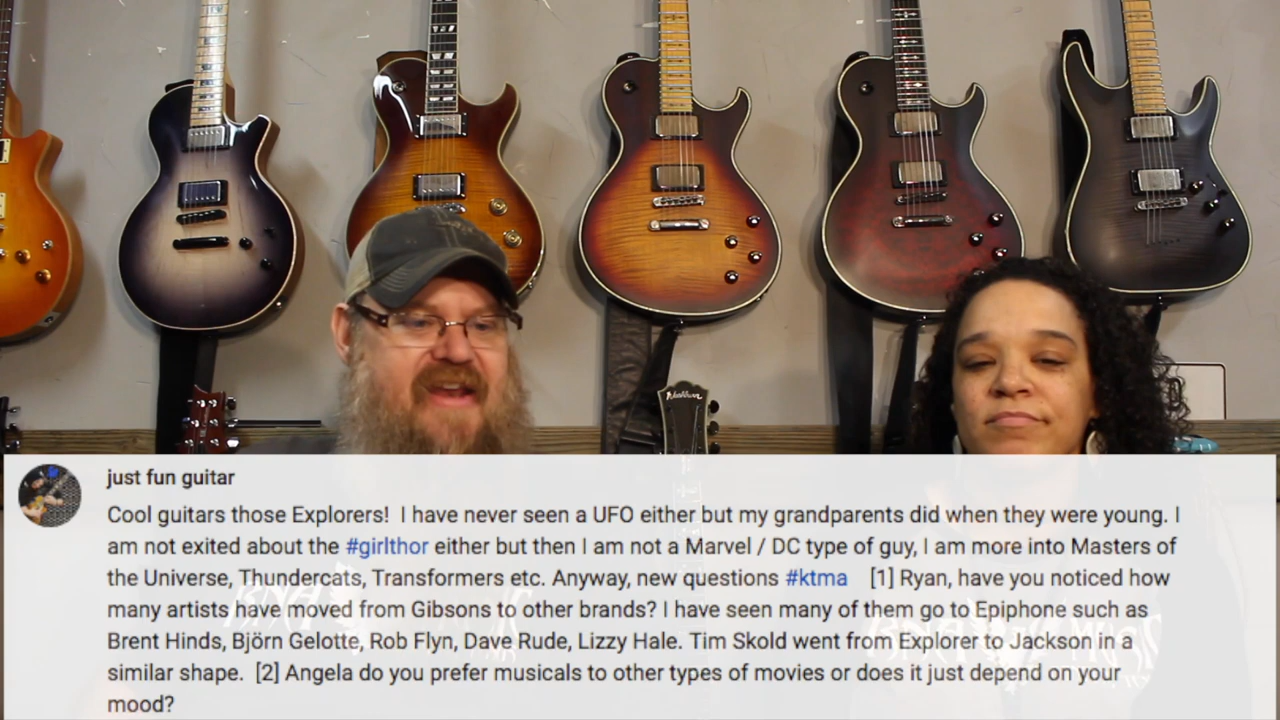 Washburn
just fun guitar
Cool guitars those Explorers! I have never seen a UFO either but my grandparents did when they were young. I
am not exited about the #girlthor either but then I am not a Marvel / DC type of guy, I am more into Masters of
the Universe, Thundercats, Transformers etc. Anyway, new questions #ktma [1] Ryan, have you noticed how
many artists have moved from Gibsons to other brands? I have seen many of them go to Epiphone such as
Brent Hinds, Björn Gelotte, Rob Flyn, Dave Rude, Lizzy Hale. Tim Skold went from Explorer to Jackson in a
similar shape. [2] Angela do you prefer musicals to other types of movies or does it just depend on your
mood?